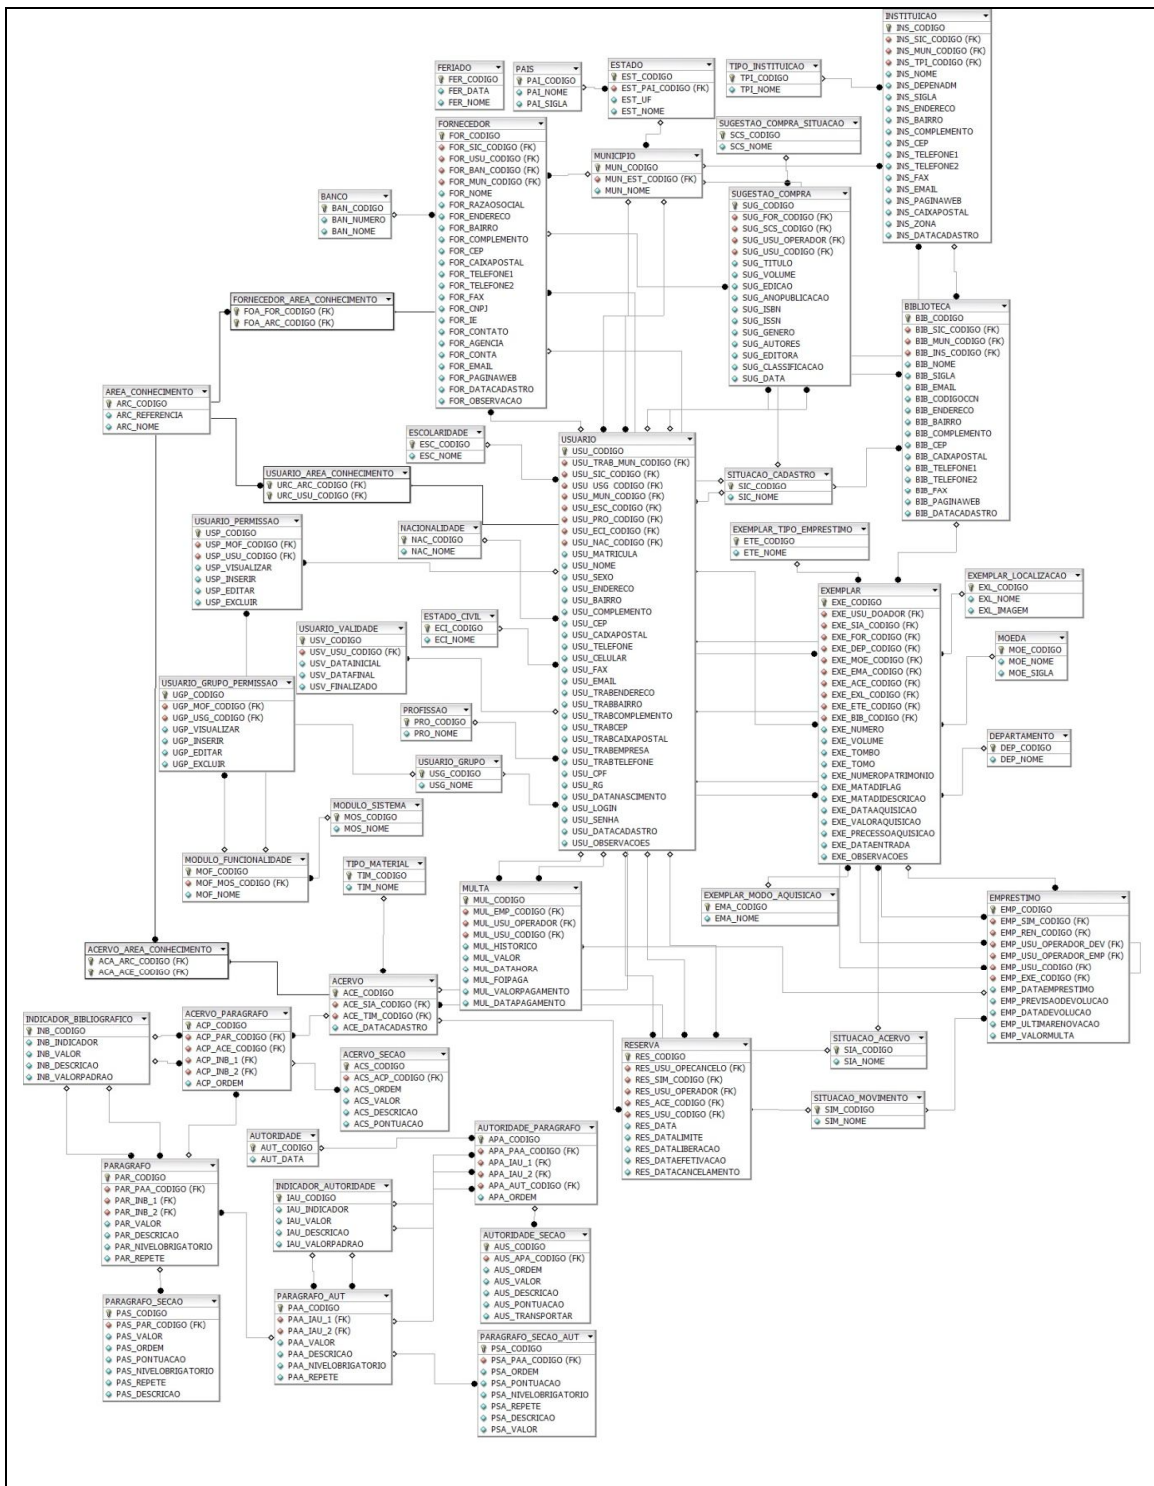 INSTITUICAO
INS_CODIGO
INS_SIC_CODIGO (FK)
INS_MUN_CODIGO (FK)
INS_TPI_CODIGO (FK)
INS_NOME
INS_DEPENADM
INS_SIGLA
INS_ENDERECO
INS_BAIRRO
INS_COMPLEMENTO
INS_CEP
INS_TELEFONE1
INS_TELEFONE2
INS_FAX
INS_EMAIL
INS_PAGINAWEB
INS_CAIXAPOSTAL
INS_ZONA
INS_DATACADASTRO
FERIADO
FER_CODIGO
FER_DATA
FER_NOME
PAIS
PAI_CODIGO
PAI_NOME
PAI_SIGLA
ESTADO
EST_CODIGO
EST_PAI_CODIGO (FK)
EST_UF
EST_NOME
TIPO_INSTITUICAO
TPI_CODIGO
TPI_NOME
SUGESTAO_COMPRA_SITUACAO
SCS_CODIGO
SCS_NOME
FORNECEDOR
FOR_CODIGO
FOR_SIC_CODIGO (FK)
FOR_USU_CODIGO (FK)
FOR_BAN_CODIGO (FK)
FOR_MUN_CODIGO (FK)
FOR_NOME
FOR_RAZAOSOCIAL
FOR_ENDERECO
FOR_BAIRRO
FOR_COMPLEMENTO
FOR_CEP
FOR_CAIXAPOSTAL
FOR_TELEFONE1
FOR_TELEFONE2
FOR_FAX
FOR_CNPJ
FOR_IE
FOR_CONTATO
FOR_AGENCIA
FOR_CONTA
FOR_EMAIL
FOR_PAGINAWEB
FOR_DATACADASTRO
FOR_OBSERVACAO
MUNICIPIO
MUN_CODIGO
MUN_EST_CODIGO (FK)
MUN_NOME
BANCO
BAN_CODIGO
BAN_NUMERO
BAN_NOME
SUGESTAO_COMPRA
SUG_CODIGO
SUG_FOR_CODIGO (FK)
SUG_SCS_CODIGO (FK)
SUG_USU_OPERADOR (FK)
SUG_USU_CODIGO (FK)
SUG_TITULO
SUG_VOLUME
SUG_EDICAO
SUG_ANOPUBLICACAO
SUG_ISBN
SUG_ISSN
SUG_GENERO
SUG_AUTORES
SUG_EDITORA
SUG_CLASSIFICACAO
SUG_DATA
FORNECEDOR_AREA_CONHECIMENTO
FOA_FOR_CODIGO (FK)
FOA_ARC_CODIGO (FK)
BIBLIOTECA
BIB_CODIGO
BIB_SIC_CODIGO (FK)
BIB_MUN_CODIGO (FK)
BIB_INS_CODIGO (FK)
BIB_NOME
BIB_SIGLA
BIB_EMAIL
BIB_CODIGOCCN
BIB_ENDERECO
BIB_BAIRRO
BIB_COMPLEMENTO
BIB_CEP
BIB_CAIXAPOSTAL
BIB_TELEFONE1
BIB_TELEFONE2
BIB_FAX
BIB_PAGINAWEB
BIB_DATACADASTRO
AREA_CONHECIMENTO
ARC_CODIGO
ARC_REFERENCIA
ARC_NOME
ESCOLARIDADE
ESC_CODIGO
ESC_NOME
USUARIO
USU_CODIGO
USU_TRAB_MUN_CODIGO (FK)
USU_SIC_CODIGO (FK)
USU_USG_CODIGO (FK)
USU_MUN_CODIGO (FK)
USU_ESC_CODIGO (FK)
USU_PRO_CODIGO (FK)
USU_ECI_CODIGO (FK)
USU_NAC_CODIGO (FK)
USU_MATRICULA
USU_NOME
USU_SEXO
USU_ENDERECO
USU_BAIRRO
USU_COMPLEMENTO
USU_CEP
USU_CAIXAPOSTAL
USU_TELEFONE
USU_CELULAR
USU_FAX
USU_EMAIL
USU_TRABENDERECO
USU_TRABBAIRRO
USU_TRABCOMPLEMENTO
USU_TRABCEP
USU_TRABCAIXAPOSTAL
USU_TRABEMPRESA
USU_TRABTELEFONE
USU_CPF
USU_RG
USU_DATANASCIMENTO
USU_LOGIN
USU_SENHA
USU_DATACADASTRO
USU_OBSERVACOES
USUARIO_AREA_CONHECIMENTO
URC_ARC_CODIGO (FK)
URC_USU_CODIGO (FK)
SITUACAO_CADASTRO
SIC_CODIGO
SIC_NOME
USUARIO_PERMISSAO
USP_CODIGO
USP_MOF_CODIGO (FK)
USP_USU_CODIGO (FK)
USP_VISUALIZAR
USP_INSERIR
USP_EDITAR
USP_EXCLUIR
NACIONALIDADE
NAC_CODIGO
NAC_NOME
EXEMPLAR_TIPO_EMPRESTIMO
ETE_CODIGO
ETE_NOME
EXEMPLAR_LOCALIZACAO
EXL_CODIGO
EXL_NOME
EXL_IMAGEM
EXEMPLAR
EXE_CODIGO
EXE_USU_DOADOR (FK)
EXE_SIA_CODIGO (FK)
EXE_FOR_CODIGO (FK)
EXE_DEP_CODIGO (FK)
EXE_MOE_CODIGO (FK)
EXE_EMA_CODIGO (FK)
EXE_ACE_CODIGO (FK)
EXE_EXL_CODIGO (FK)
EXE_ETE_CODIGO (FK)
EXE_BIB_CODIGO (FK)
EXE_NUMERO
EXE_VOLUME
EXE_TOMBO
EXE_TOMO
EXE_NUMEROPATRIMONIO
EXE_MATADIFLAG
EXE_MATADIDESCRICAO
EXE_DATAAQUISICAO
EXE_VALORAQUISICAO
EXE_PRECESSOAQUISICAO
EXE_DATAENTRADA
EXE_OBSERVACOES
ESTADO_CIVIL
ECI_CODIGO
ECI_NOME
USUARIO_VALIDADE
USV_CODIGO
USV_USU_CODIGO (FK)
USV_DATAINICIAL
USV_DATAFINAL
USV_FINALIZADO
MOEDA
MOE_CODIGO
MOE_NOME
MOE_SIGLA
USUARIO_GRUPO_PERMISSAO
UGP_CODIGO
UGP_MOF_CODIGO (FK)
UGP_USG_CODIGO (FK)
UGP_VISUALIZAR
UGP_INSERIR
UGP_EDITAR
UGP_EXCLUIR
PROFISSAO
PRO_CODIGO
PRO_NOME
DEPARTAMENTO
DEP_CODIGO
DEP_NOME
USUARIO_GRUPO
USG_CODIGO
USG_NOME
MODULO_SISTEMA
MOS_CODIGO
MOS_NOME
MODULO_FUNCIONALIDADE
MOF_CODIGO
MOF_MOS_CODIGO (FK)
MOF_NOME
TIPO_MATERIAL
TIM_CODIGO
TIM_NOME
MULTA
MUL_CODIGO
MUL_EMP_CODIGO (FK)
MUL_USU_OPERADOR (FK)
MUL_USU_CODIGO (FK)
MUL_HISTORICO
MUL_VALOR
MUL_DATAHORA
MUL_FOIPAGA
MUL_VALORPAGAMENTO
MUL_DATAPAGAMENTO
EXEMPLAR_MODO_AQUISICAO
EMA_CODIGO
EMA_NOME
EMPRESTIMO
EMP_CODIGO
EMP_SIM_CODIGO (FK)
EMP_REN_CODIGO (FK)
EMP_USU_OPERADOR_DEV (FK)
EMP_USU_OPERADOR_EMP (FK)
EMP_USU_CODIGO (FK)
EMP_EXE_CODIGO (FK)
EMP_DATAEMPRESTIMO
EMP_PREVISAODEVOLUCAO
EMP_DATADEVOLUCAO
EMP_ULTIMARENOVACAO
EMP_VALORMULTA
ACERVO_AREA_CONHECIMENTO
ACA_ARC_CODIGO (FK)
ACA_ACE_CODIGO (FK)
ACERVO
ACE_CODIGO
ACE_SIA_CODIGO (FK)
ACE_TIM_CODIGO (FK)
ACE_DATACADASTRO
INDICADOR_BIBLIOGRAFICO
INB_CODIGO
INB_INDICADOR
INB_VALOR
INB_DESCRICAO
INB_VALORPADRAO
ACERVO_PARAGRAFO
ACP_CODIGO
ACP_PAR_CODIGO (FK)
ACP_ACE_CODIGO (FK)
ACP_INB_1 (FK)
ACP_INB_2 (FK)
ACP_ORDEM
ACERVO_SECAO
ACS_CODIGO
ACS_ACP_CODIGO (FK)
ACS_ORDEM
ACS_VALOR
ACS_DESCRICAO
ACS_PONTUACAO
RESERVA
RES_CODIGO
RES_USU_OPECANCELO (FK)
RES_SIM_CODIGO (FK)
RES_USU_OPERADOR (FK)
RES_ACE_CODIGO (FK)
RES_USU_CODIGO (FK)
RES_DATA
RES_DATALIMITE
RES_DATALIBERACAO
RES_DATAEFETIVACAO
RES_DATACANCELAMENTO
SITUACAO_ACERVO
SIA_CODIGO
SIA_NOME
SITUACAO_MOVIMENTO
SIM_CODIGO
SIM_NOME
AUTORIDADE
AUT_CODIGO
AUT_DATA
AUTORIDADE_PARAGRAFO
APA_CODIGO
APA_PAA_CODIGO (FK)
APA_IAU_1 (FK)
APA_IAU_2 (FK)
APA_AUT_CODIGO (FK)
APA_ORDEM
PARAGRAFO
PAR_CODIGO
PAR_PAA_CODIGO (FK)
PAR_INB_1 (FK)
PAR_INB_2 (FK)
PAR_VALOR
PAR_DESCRICAO
PAR_NIVELOBRIGATORIO
PAR_REPETE
INDICADOR_AUTORIDADE
IAU_CODIGO
IAU_INDICADOR
IAU_VALOR
IAU_DESCRICAO
IAU_VALORPADRAO
AUTORIDADE_SECAO
AUS_CODIGO
AUS_APA_CODIGO (FK)
AUS_ORDEM
AUS_VALOR
AUS_DESCRICAO
AUS_PONTUACAO
AUS_TRANSPORTAR
PARAGRAFO_SECAO
PAS_CODIGO
PAS_PAR_CODIGO (FK)
PAS_VALOR
PAS_ORDEM
PAS_PONTUACAO
PAS_NIVELOBRIGATORIO
PAS_REPETE
PAS_DESCRICAO
PARAGRAFO_AUT
PAA_CODIGO
PAA_IAU_1 (FK)
PAA_IAU_2 (FK)
PAA_VALOR
PAA_DESCRICAO
PAA_NIVELOBRIGATORIO
PAA_REPETE
PARAGRAFO_SECAO_AUT
PSA_CODIGO
PSA_PAA_CODIGO (FK)
PSA_ORDEM
PSA_PONTUACAO
PSA_NIVELOBRIGATORIO
PSA_REPETE
PSA_DESCRICAO
PSA_VALOR